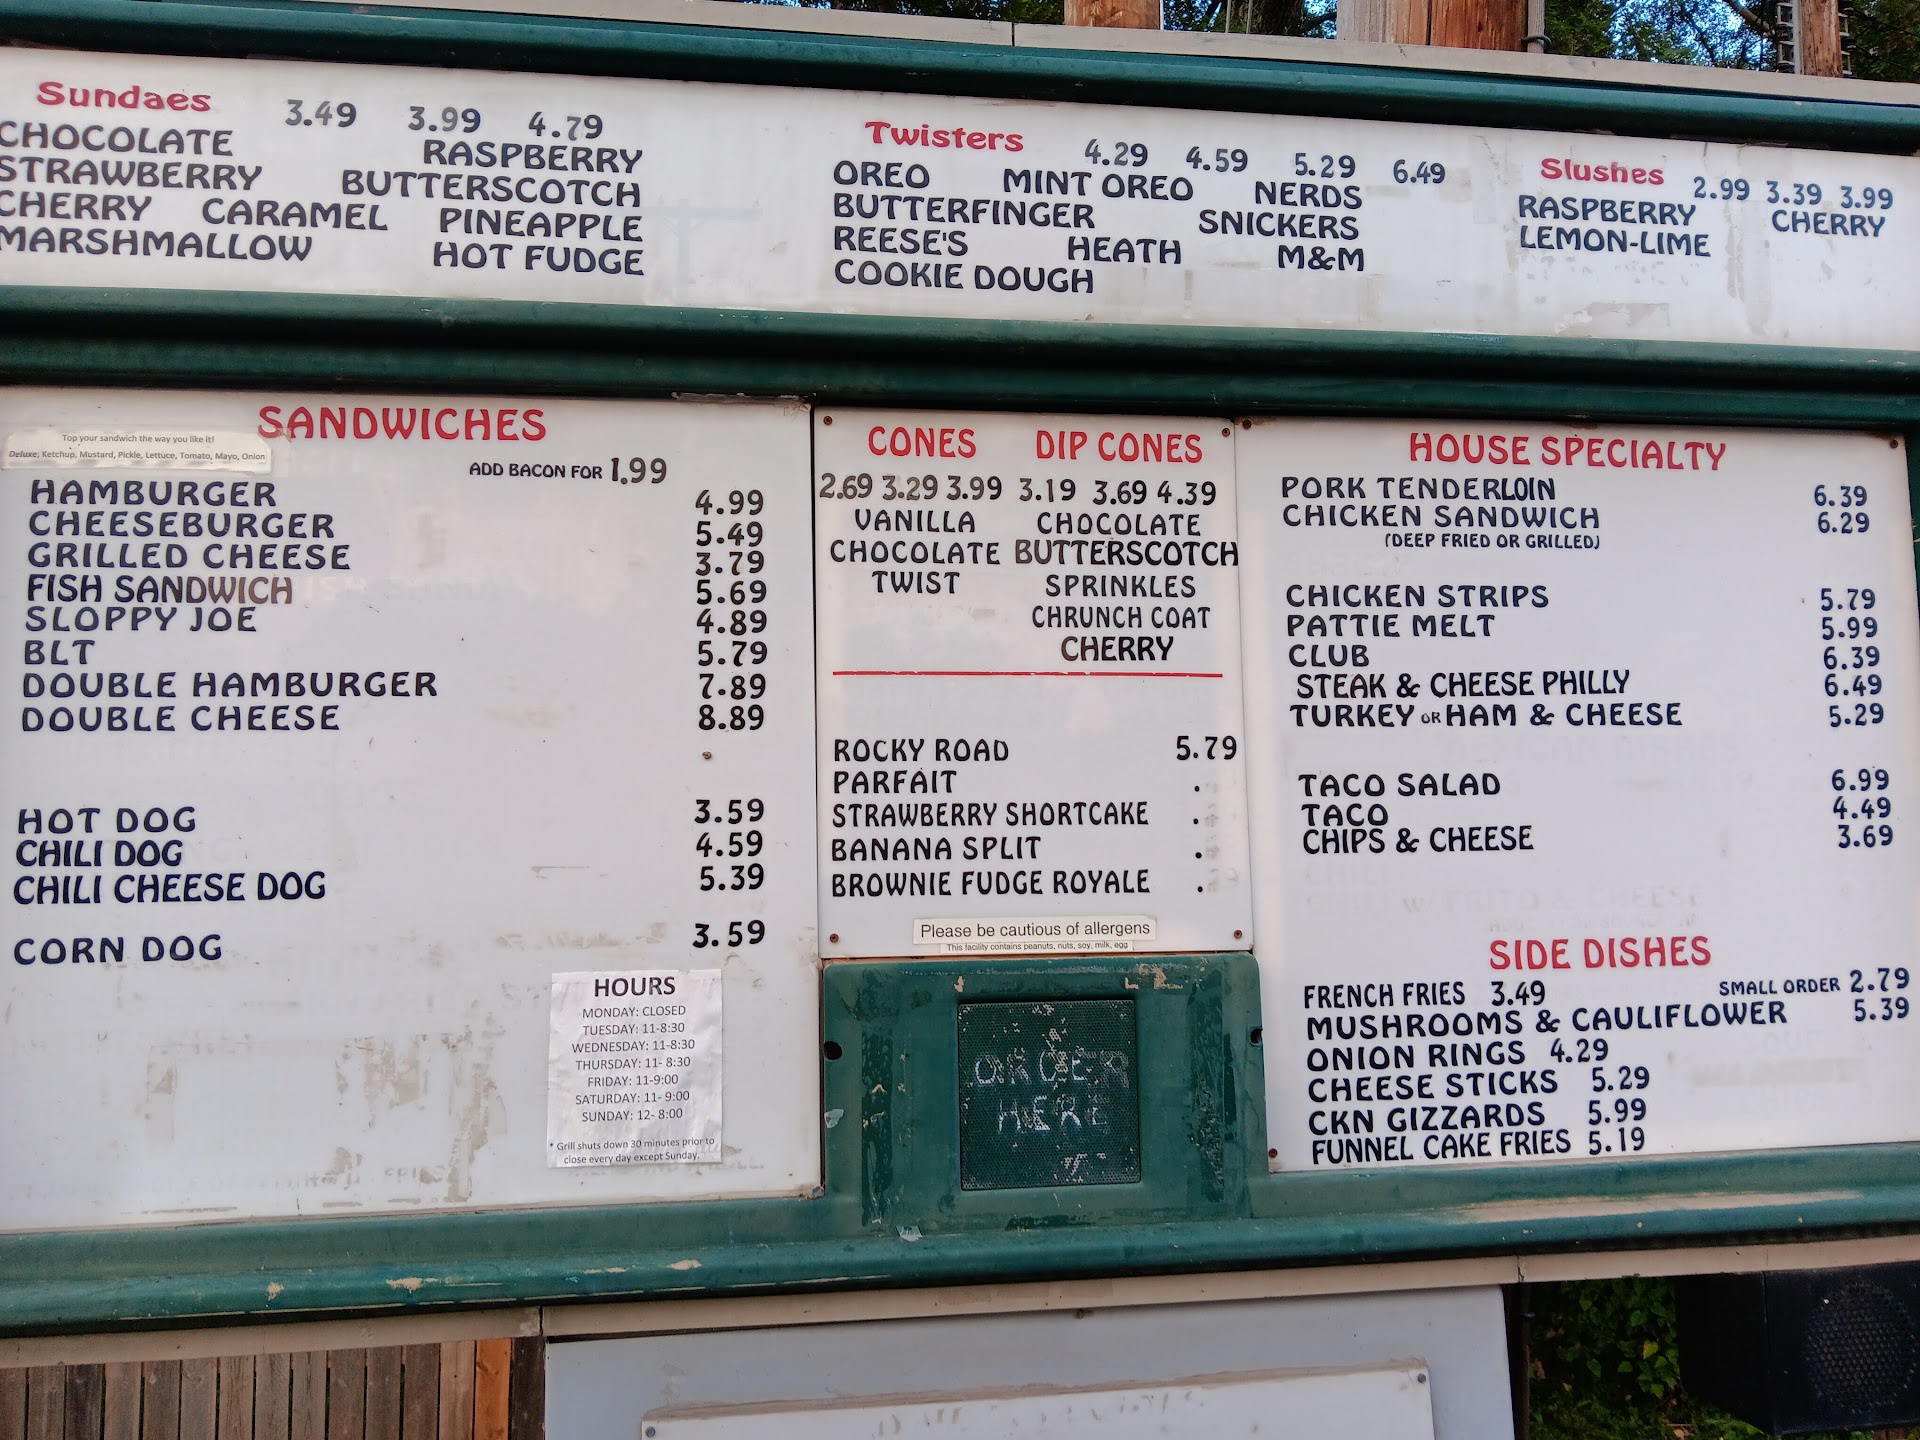 Sundaes 3.49 3.99 4.79
CHOCOLATE RASPBERRY
STRAWBERRY BUTTERSCOTCH
CHERRY CARAMEL PINEAPPLE
MARSHMALLOW HOT FUDGE
Twisters 4.29 4.59 5.29 6.49
OREO MINT OREO NERDS
BUTTERFINGER SNICKERS
REESE'S HEATH M&M
COOKIE DOUGH
Slushes 2.99 3.39 3.99
RASPBERRY CHERRY
LEMON-LIME
SANDWICHES
Top your sandwich the way you like it!
Deluxe; Ketchup, Mustard, Pickle, Lettuce, Tomato, Mayo, Onion
ADD BACON FOR 1.99
HAMBURGER 4.99
CHEESEBURGER 5.49
GRILLED CHEESE 3.79
FISH SANDWICH 5.69
SLOPPY JOE 4.89
BLT 5.79
DOUBLE HAMBURGER 7.89
DOUBLE CHEESE 8.89
HOT DOG 3.59
CHILI DOG 4.59
CHILI CHEESE DOG 5.39
CORN DOG 3.59
HOURS
MONDAY: CLOSED
TUESDAY: 11-8:30
WEDNESDAY: 11-8:30
THURSDAY: 11- 8:30
FRIDAY: 11-9:00
SATURDAY: 11- 9:00
SUNDAY: 12- 8:00
* Grill shuts down 30 minutes prior to
close every day except Sunday.
CONES
2.69 3.29 3.99
VANILLA
CHOCOLATE
TWIST
DIP CONES
3.19 3.69 4.39
CHOCOLATE
BUTTERSCOTCH
SPRINKLES
CHRUNCH COAT
CHERRY
ROCKY ROAD 5.79
PARFAIT .
STRAWBERRY SHORTCAKE .
BANANA SPLIT .
BROWNIE FUDGE ROYALE .
Please be cautious of allergens
This facility contains peanuts, nuts, soy, milk, egg
ORDER
HERE
HOUSE SPECIALTY
PORK TENDERLOIN 6.39
CHICKEN SANDWICH 6.29
(DEEP FRIED OR GRILLED)
CHICKEN STRIPS 5.79
PATTIE MELT 5.99
CLUB 6.39
STEAK & CHEESE PHILLY 6.49
TURKEY OR HAM & CHEESE 5.29
TACO SALAD 6.99
TACO 4.49
CHIPS & CHEESE 3.69
SIDE DISHES
FRENCH FRIES 3.49 SMALL ORDER 2.79
MUSHROOMS & CAULIFLOWER 5.39
ONION RINGS 4.29
CHEESE STICKS 5.29
CKN GIZZARDS 5.99
FUNNEL CAKE FRIES 5.19